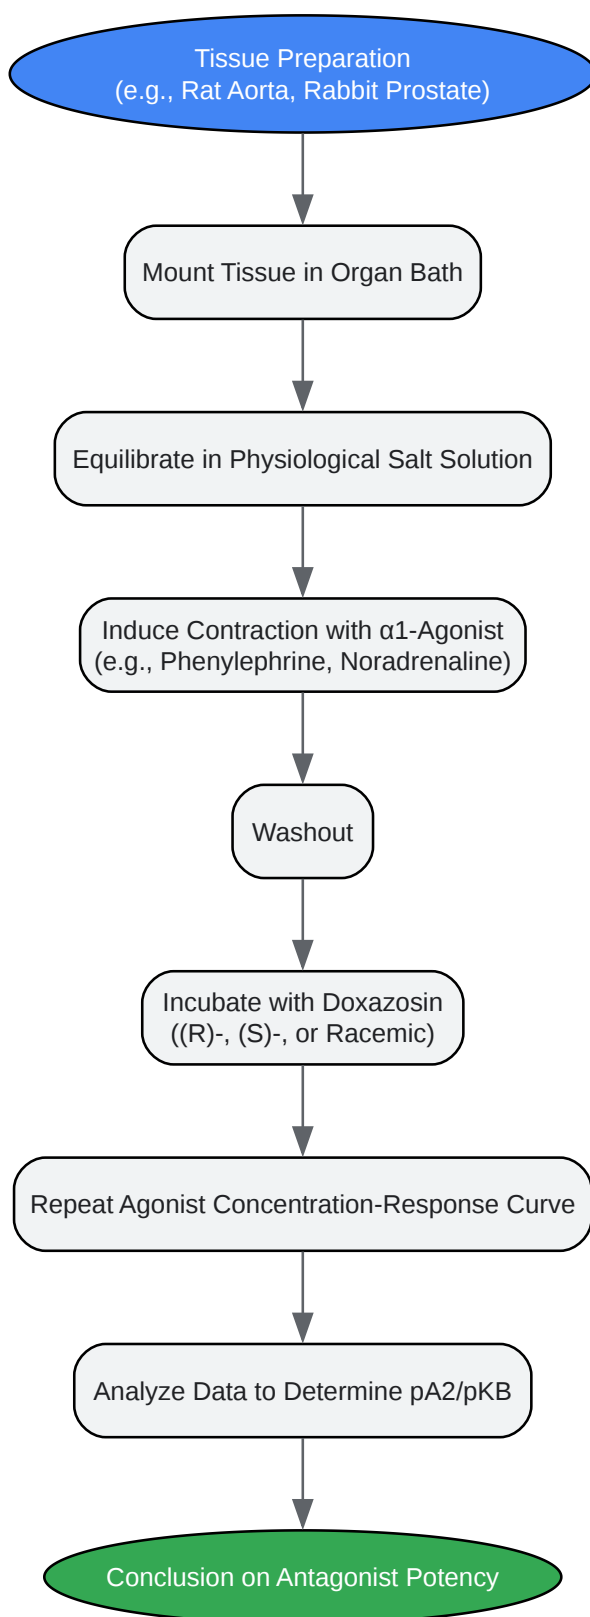 Tissue Preparation
(e.g., Rat Aorta, Rabbit Prostate)
Mount Tissue in Organ Bath
Equilibrate in Physiological Salt Solution
Induce Contraction with α1-Agonist
(e.g., Phenylephrine, Noradrenaline)
Washout
Incubate with Doxazosin
((R)-, (S)-, or Racemic)
Repeat Agonist Concentration-Response Curve
Analyze Data to Determine pA2/pKB
Conclusion on Antagonist Potency